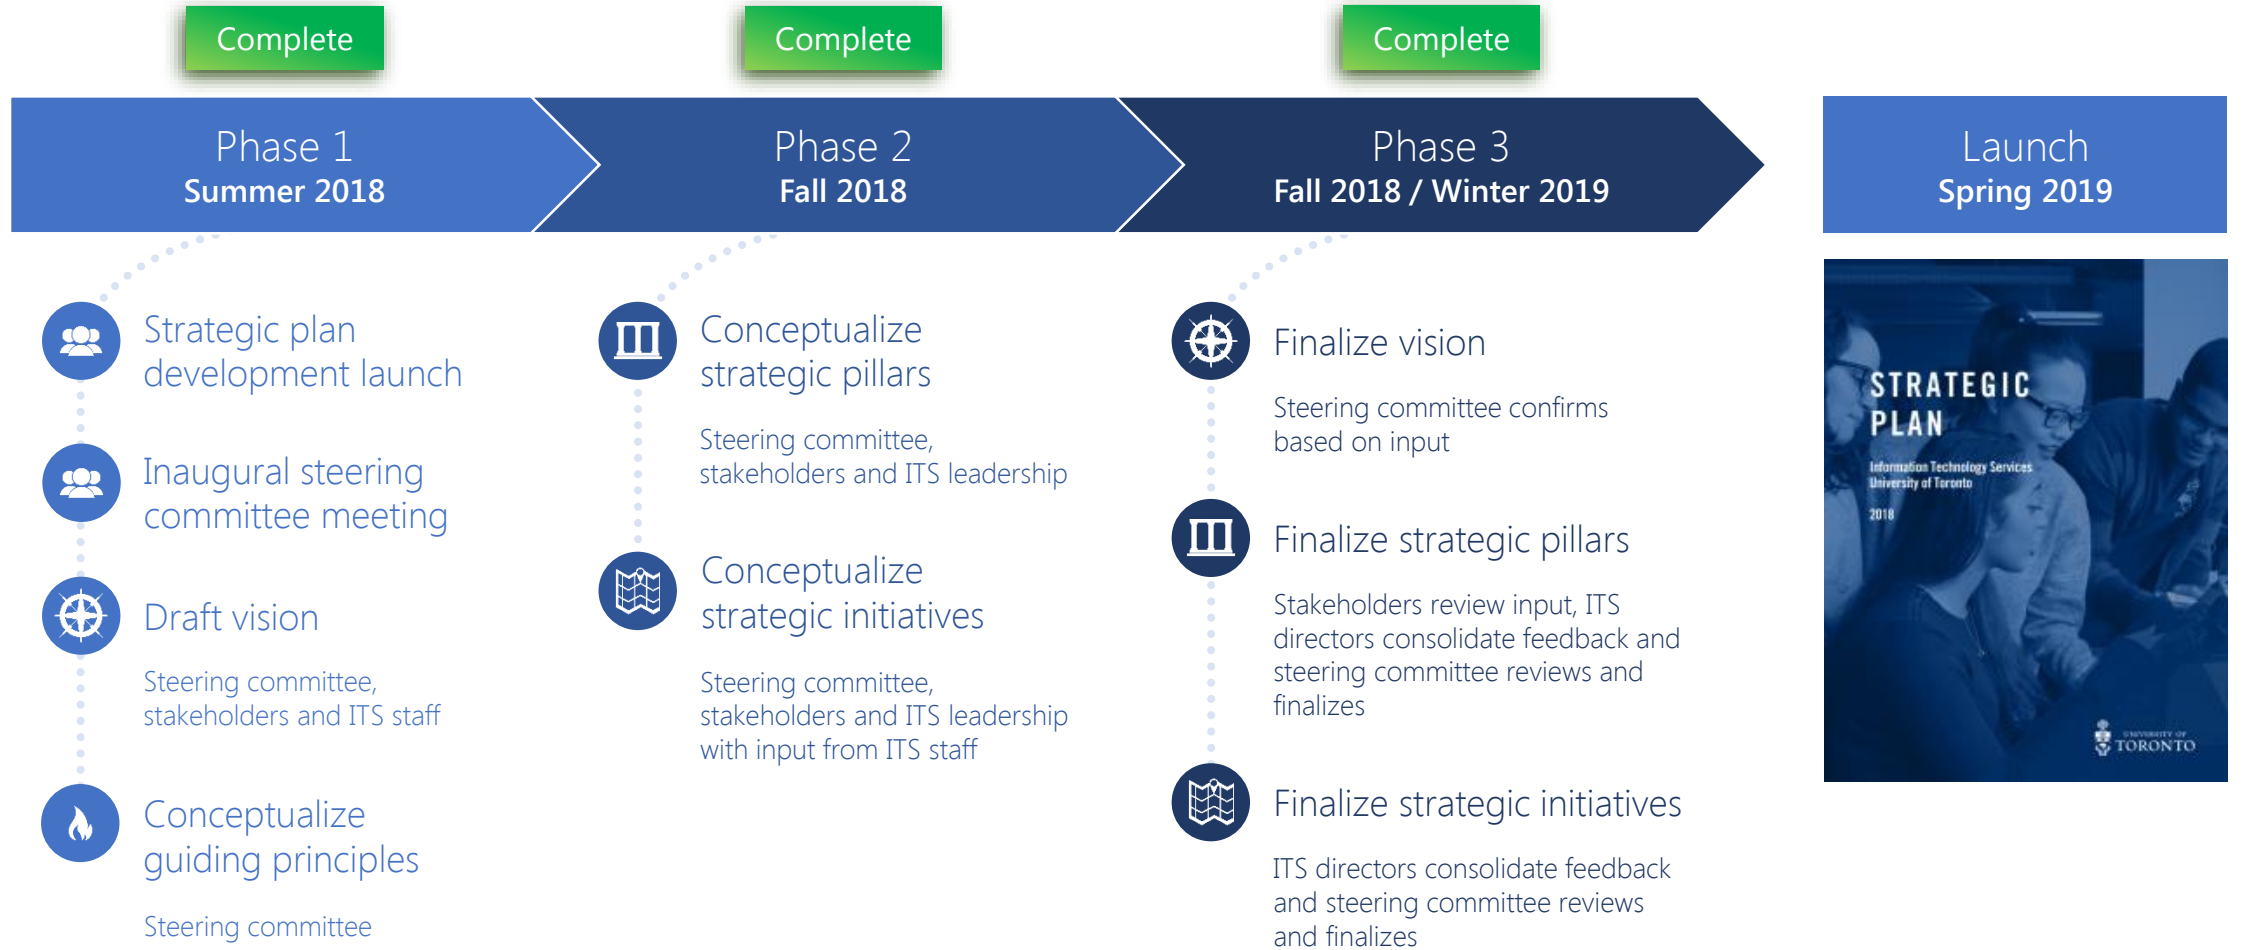 Complete
Complete
Complete
Phase 1
Summer 2018
Phase 2
Fall 2018
Phase 3
Fall 2018 / Winter 2019
Launch
Spring 2019
Strategic plan
development launch
Inaugural steering
committee meeting
Draft vision
Steering committee,
stakeholders and ITS staff
Conceptualize
guiding principles
Steering committee
Conceptualize
strategic pillars
Steering committee,
stakeholders and ITS leadership
Conceptualize
strategic initiatives
Steering committee,
stakeholders and ITS leadership
with input from ITS staff
Finalize vision
Steering committee confirms
based on input
Finalize strategic pillars
Stakeholders review input, ITS
directors consolidate feedback and
steering committee reviews and
finalizes
Finalize strategic initiatives
ITS directors consolidate feedback
and steering committee reviews
and finalizes
STRATEGIC
PLAN
Information Technology Services
University of Toronto
2018
UNIVERSITY OF
TORONTO